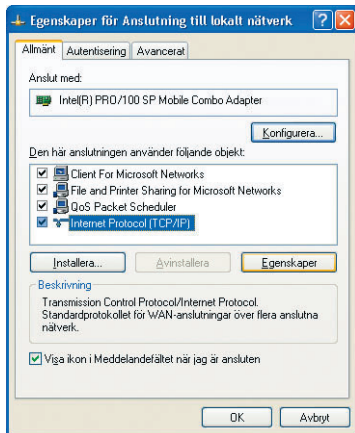 Egenskaper för Anslutning till lokalt nätverk
Allmänt Autentisering Avancerat
Anslut med:
Intel(R) PRO/100 SP Mobile Combo Adapter
Konfigurera...
Den här anslutningen använder följande objekt:
Client For Microsoft Networks
File and Printer Sharing for Microsoft Networks
QoS Packet Scheduler
Internet Protocol (TCP/IP)
Installera... Avinstallera Egenskaper
Beskrivning
Transmission Control Protocol/Internet Protocol.
Standardprotokollet för WAN-anslutningar över flera anslutna
nätverk.
Visa ikon i Meddelandefältet när jag är ansluten
OK Avbryt